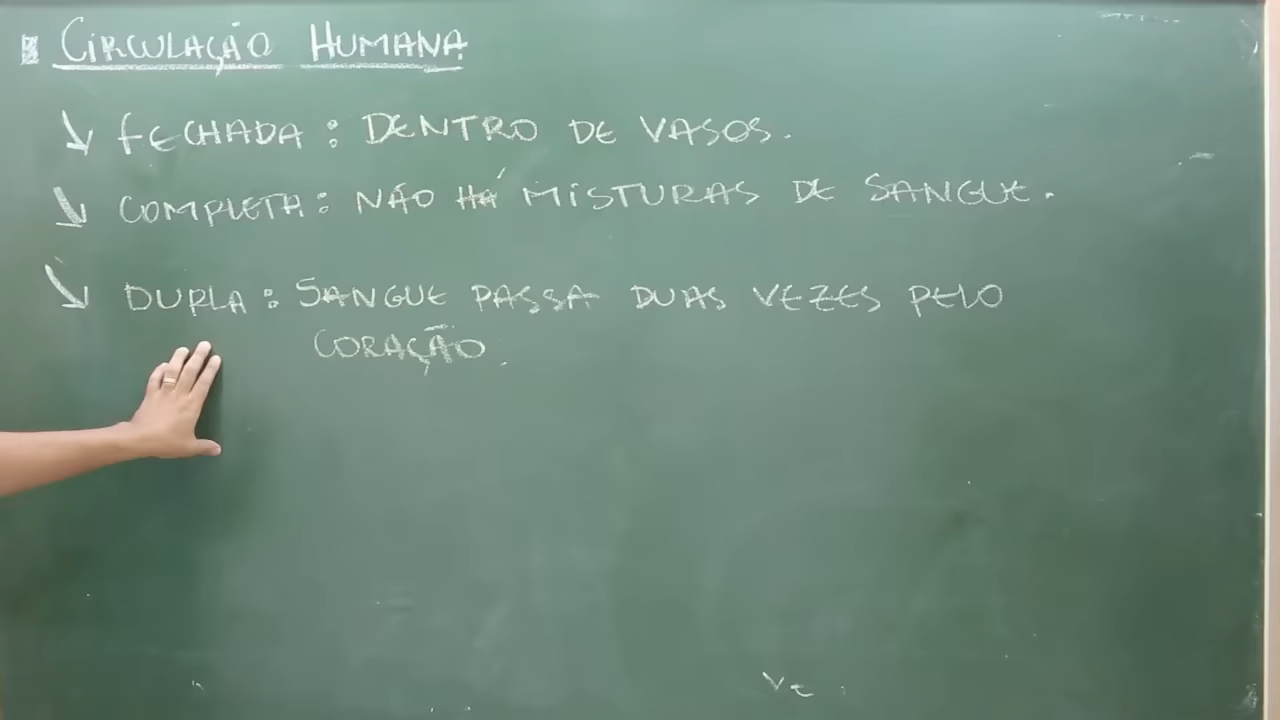 CIRCULAÇÃO HUMANA
FECHADA: DENTRO DE VASOS.
COMPLETA: NÃO HÁ MISTURAS DE SANGUE.
DUPLA: SANGUE PASSA DUAS VEZES PELO
CORAÇÃO.